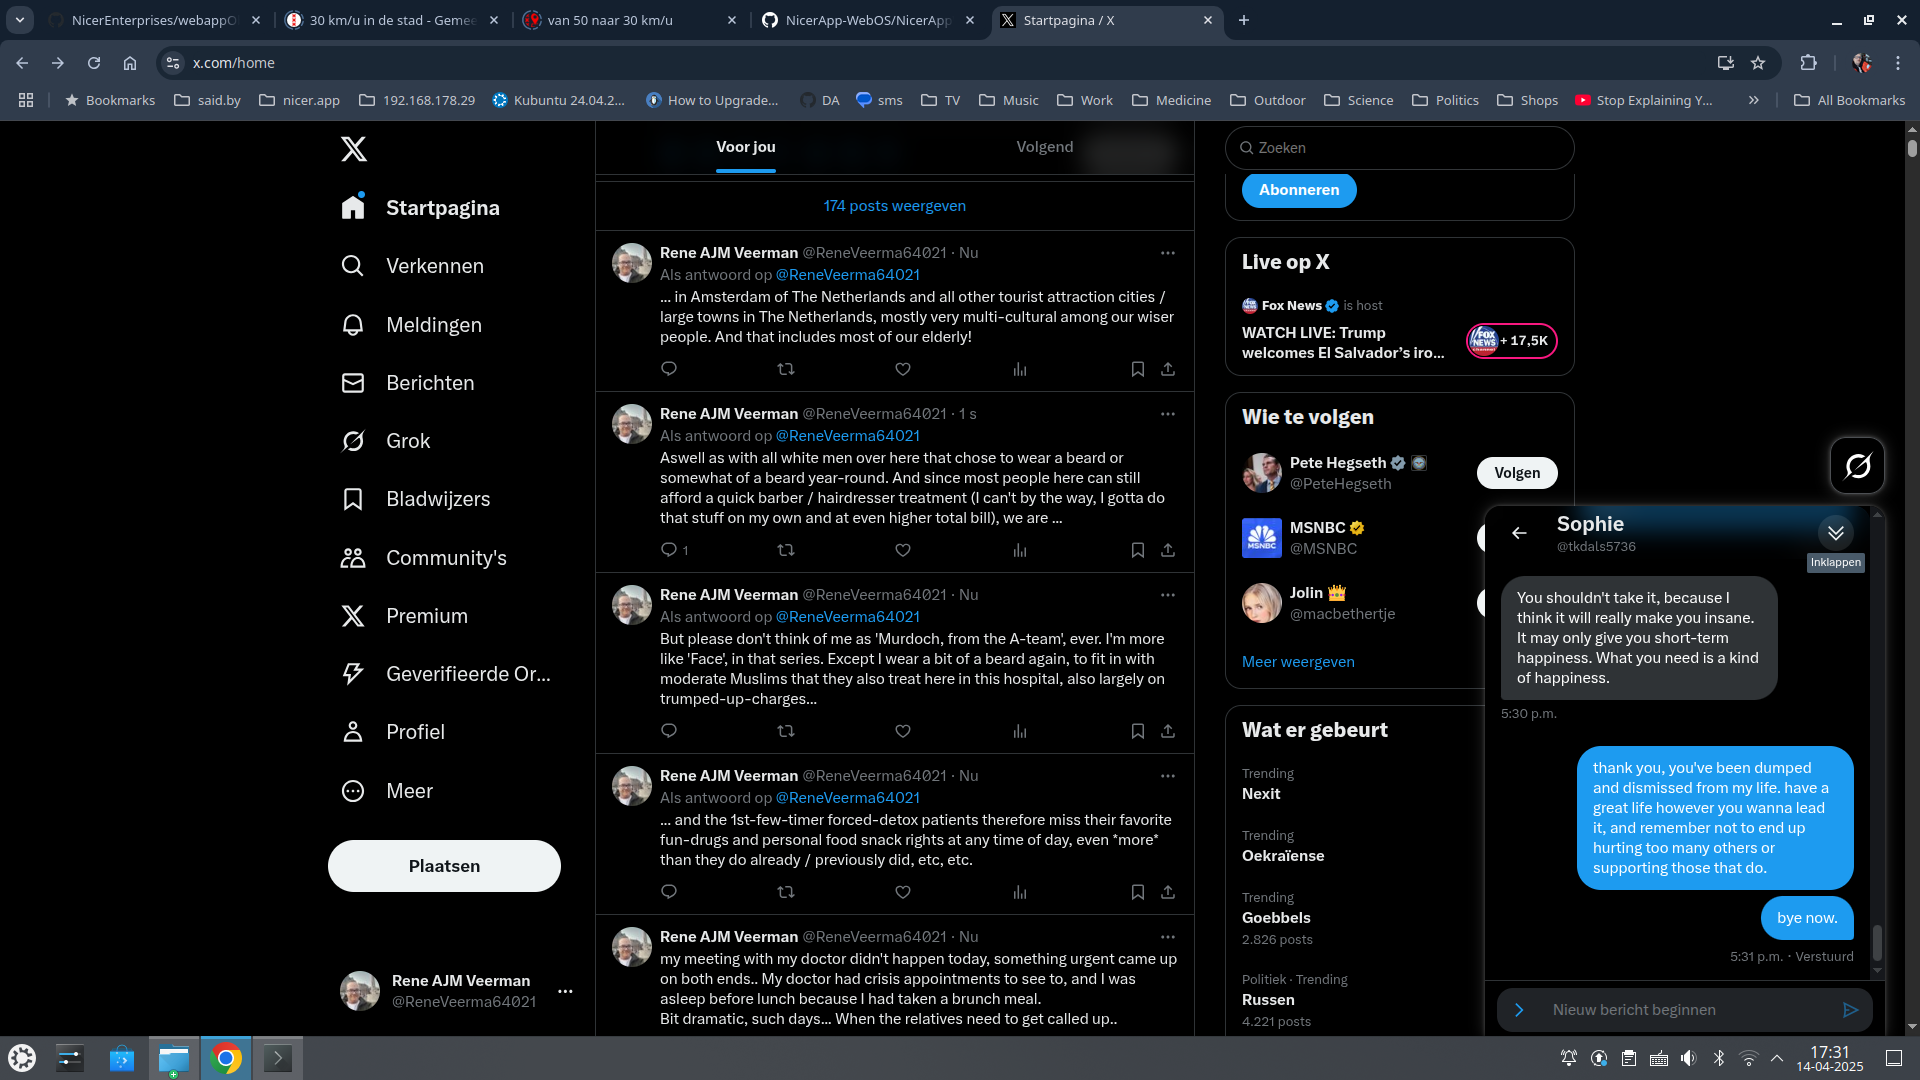 NicerEnterprises/webappO
30 km/u in de stad - Gemee
van 50 naar 30 km/u
NicerApp-WebOS/NicerApp
Startpagina / X
x.com/home
Bookmarks
said.by
nicer.app
192.168.178.29
Kubuntu 24.04.2...
How to Upgrade...
DA
sms
TV
Music
Work
Medicine
Outdoor
Science
Politics
Shops
Stop Explaining Y...
All Bookmarks
Startpagina
Verkennen
Meldingen
Berichten
Grok
Bladwijzers
Community's
Premium
Geverifieerde Or...
Profiel
Meer
Plaatsen
Rene AJM Veerman
@ReneVeerma64021
Voor jou
Volgend
174 posts weergeven
Rene AJM Veerman @ReneVeerma64021 · Nu
Als antwoord op @ReneVeerma64021
... in Amsterdam of The Netherlands and all other tourist attraction cities /
large towns in The Netherlands, mostly very multi-cultural among our wiser
people. And that includes most of our elderly!
Rene AJM Veerman @ReneVeerma64021 · 1 s
Als antwoord op @ReneVeerma64021
Aswell as with all white men over here that chose to wear a beard or
somewhat of a beard year-round. And since most people here can still
afford a quick barber / hairdresser treatment (I can't by the way, I gotta do
that stuff on my own and at even higher total bill), we are ...
1
Rene AJM Veerman @ReneVeerma64021 · Nu
Als antwoord op @ReneVeerma64021
But please don't think of me as 'Murdoch, from the A-team', ever. I'm more
like 'Face', in that series. Except I wear a bit of a beard again, to fit in with
moderate Muslims that they also treat here in this hospital, also largely on
trumped-up-charges...
Rene AJM Veerman @ReneVeerma64021 · Nu
Als antwoord op @ReneVeerma64021
... and the 1st-few-timer forced-detox patients therefore miss their favorite
fun-drugs and personal food snack rights at any time of day, even *more*
than they do already / previously did, etc, etc.
Rene AJM Veerman @ReneVeerma64021 · Nu
my meeting with my doctor didn't happen today, something urgent came up
on both ends.. My doctor had crisis appointments to see to, and I was
asleep before lunch because I had taken a brunch meal.
Bit dramatic, such days... When the relatives need to get called up..
Zoeken
Abonneren
Live op X
Fox News is host
WATCH LIVE: Trump
welcomes El Salvador's iro...
FOX NEWS channel
+ 17,5K
Wie te volgen
Pete Hegseth
@PeteHegseth
Volgen
MSNBC
@MSNBC
Jolin
@macbethertje
Meer weergeven
Wat er gebeurt
Trending
Nexit
Trending
Oekraïense
Trending
Goebbels
2.826 posts
Politiek · Trending
Russen
4.221 posts
Sophie
@tkdals5736
Inklappen
You shouldn't take it, because I
think it will really make you insane.
It may only give you short-term
happiness. What you need is a kind
of happiness.
5:30 p.m.
thank you, you've been dumped
and dismissed from my life. have a
great life however you wanna lead
it, and remember not to end up
hurting too many others or
supporting those that do.
bye now.
5:31 p.m. · Verstuurd
Nieuw bericht beginnen
17:31
14-04-2025